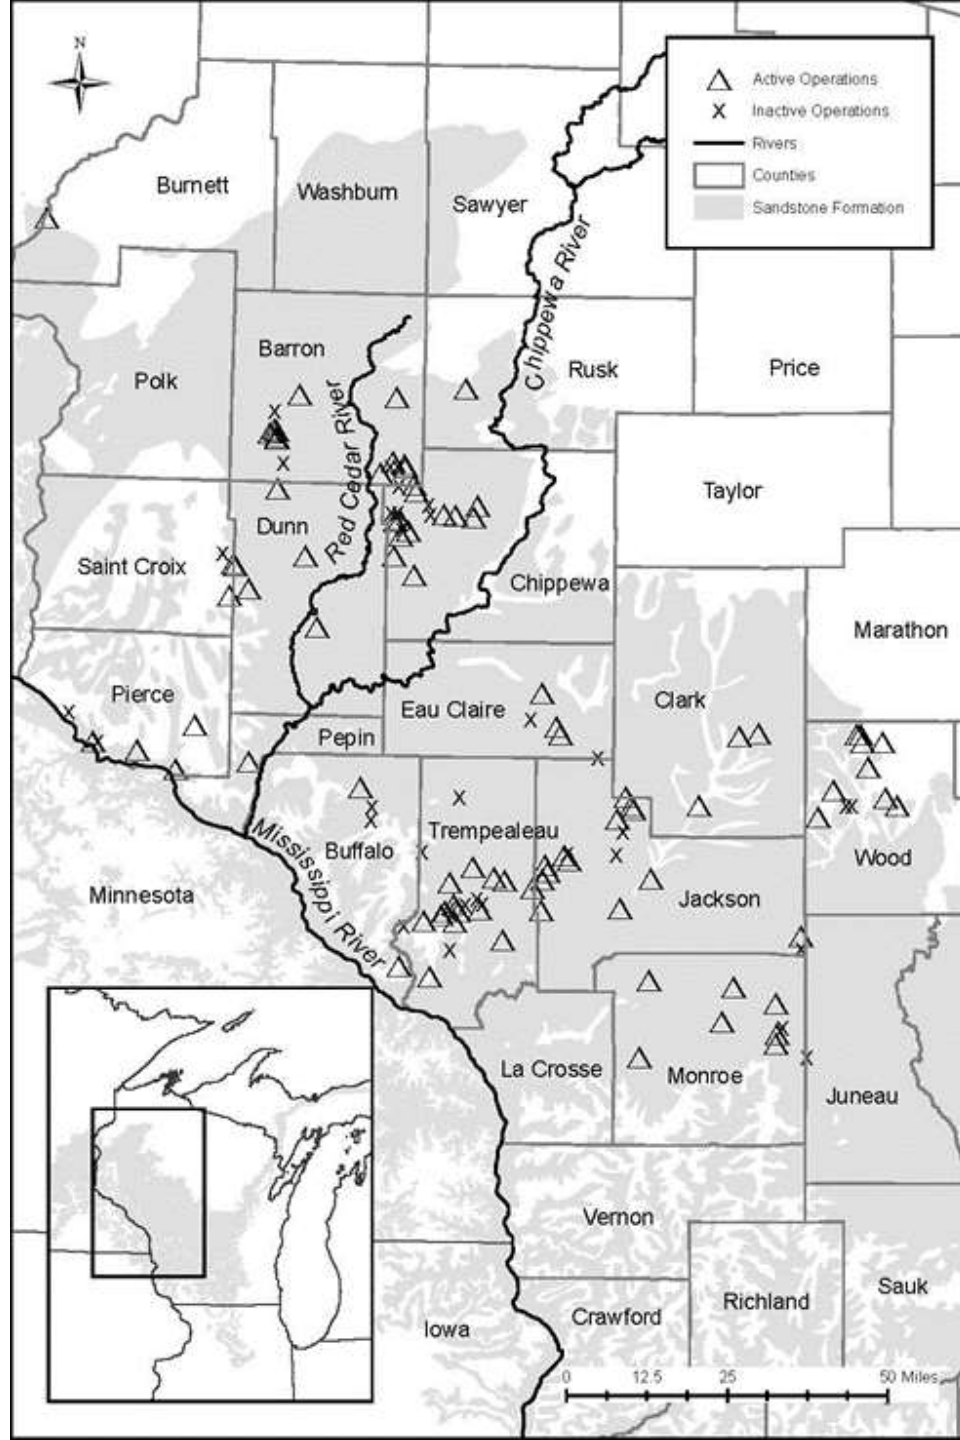 N
Active Operations
Inactive Operations
Rivers
Counties
Sandstone Formation
Burnett
Washburn
Sawyer
Chippewa River
Barron
Polk
Rusk
Price
Red Cedar River
Taylor
Dunn
Saint Croix
Chippewa
Marathon
Pierce
Eau Claire
Clark
Pepin
Trempealeau
Buffalo
Wood
Mississippi River
Minnesota
Jackson
La Crosse
Monroe
Juneau
Vernon
Sauk
Richland
Crawford
Iowa
0 12.5 25 50 Miles